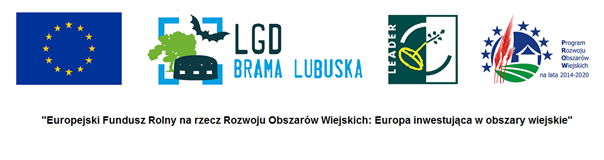 LGD
BRAMA LUBUSKA
LEADER
Program
Rozwoju
Obszarów
Wiejskich
na lata 2014-2020
"Europejski Fundusz Rolny na rzecz Rozwoju Obszarów Wiejskich: Europa inwestująca w obszary wiejskie"